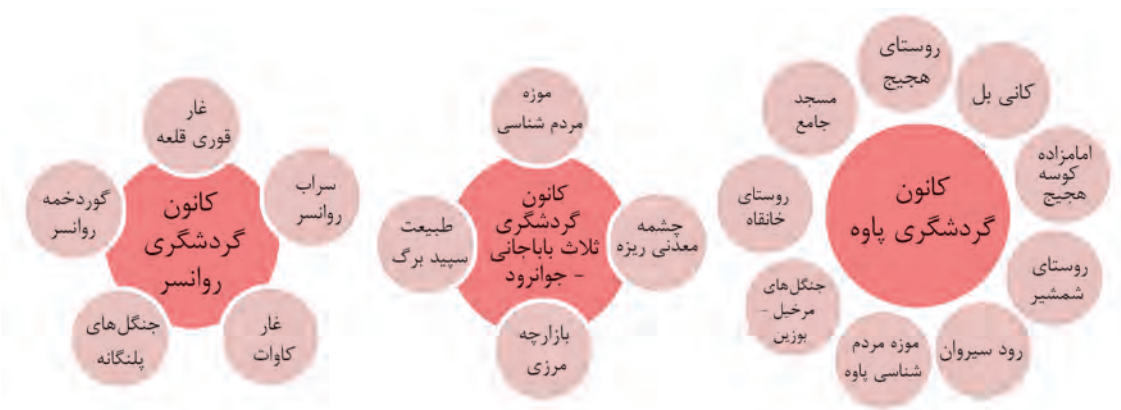 کانون
گردشگری پاوه
روستای
هجیج
کانی بل
امامزاده
کوسه
هجیج
روستای
شمشیر
رود سیروان
موزه مردم
شناسی پاوه
جنگل‌های
مرخیل -
بوزین
روستای
خانقاه
مسجد
جامع
کانون
گردشگری
ثلاث باباجانی
- جوانرود
موزه
مردم شناسی
چشمه
معدنی ریزه
بازارچه
مرزی
طبیعت
سپید برگ
کانون
گردشگری
روانسر
غار
قوری قلعه
سراب
روانسر
غار
کاوات
جنگل‌های
پلنگانه
گوردخمه
روانسر